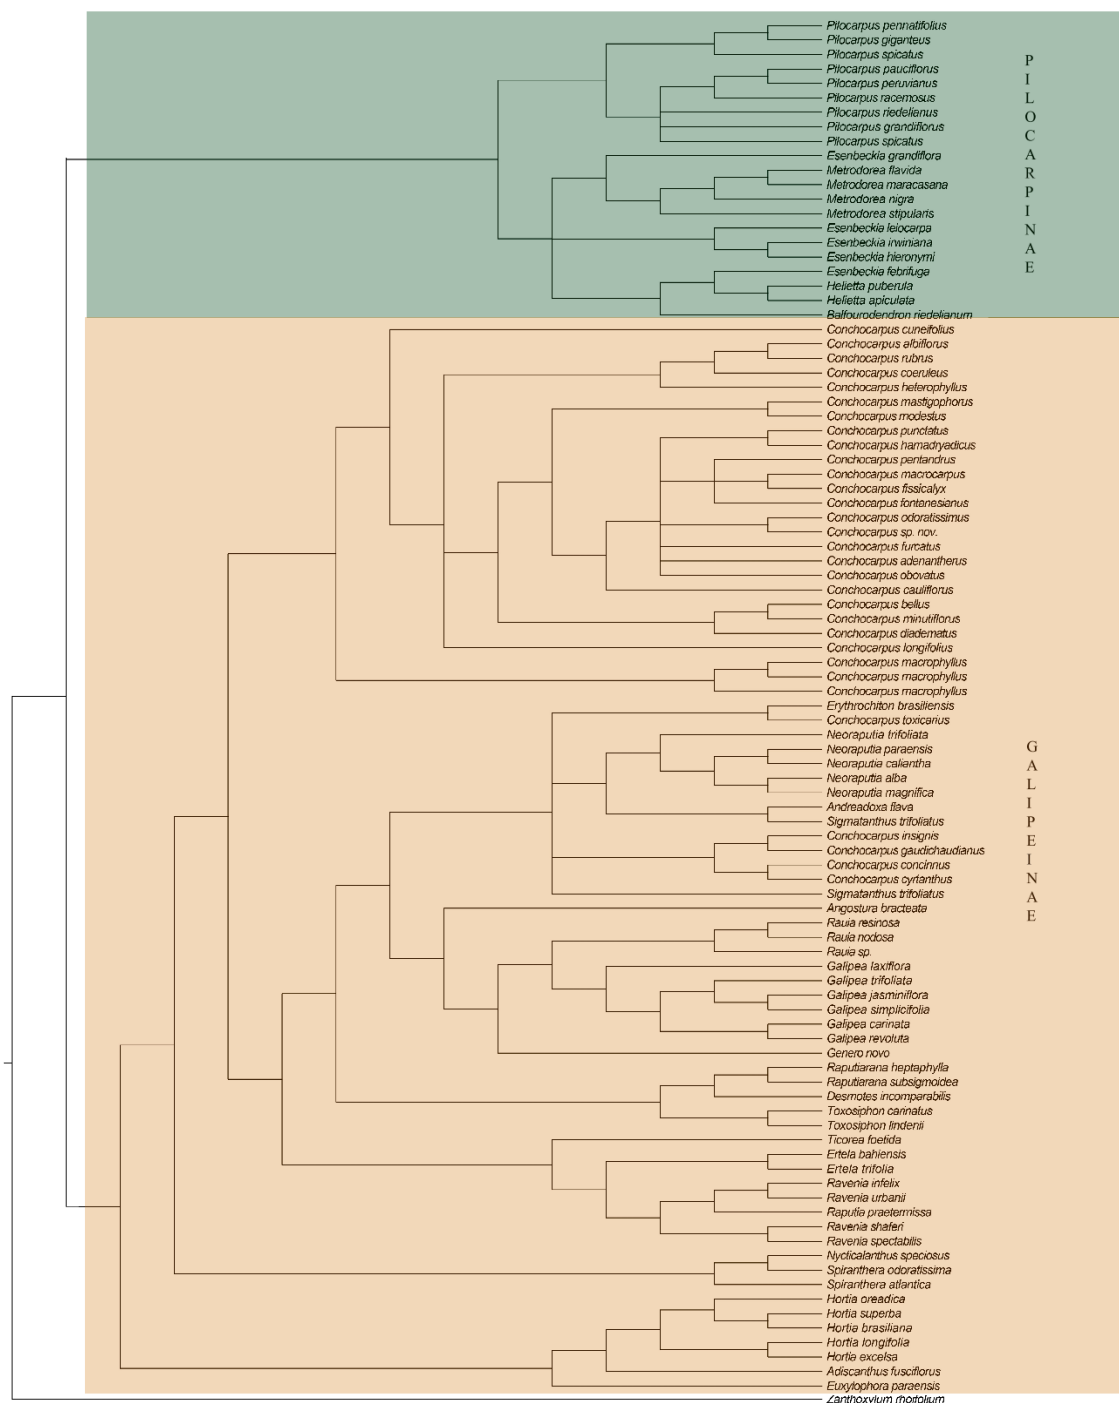 Pilocarpus pennatifolius
Pilocarpus giganteus
Pilocarpus spicatus
Pilocarpus pauciflorus
Pilocarpus peruvianus
Pilocarpus racemosus
Pilocarpus riedelianus
Pilocarpus grandiflorus
Pilocarpus spicatus
Esenbeckia grandiflora
Metrodorea flavida
Metrodorea maracasana
Metrodorea nigra
Metrodorea stipularis
Esenbeckia leiocarpa
Esenbeckia irwiniana
Esenbeckia hieronymi
Esenbeckia febrifuga
Helietta puberula
Helietta apiculata
Balfourodendron riedelianum
PILOCARPINAE
Conchocarpus cuneifolius
Conchocarpus albiflorus
Conchocarpus rubrus
Conchocarpus coeruleus
Conchocarpus heterophyllus
Conchocarpus mastigophorus
Conchocarpus modestus
Conchocarpus punctatus
Conchocarpus hamadryadicus
Conchocarpus pentandrus
Conchocarpus macrocarpus
Conchocarpus fissicalyx
Conchocarpus fontanesianus
Conchocarpus odoratissimus
Conchocarpus sp. nov.
Conchocarpus furcatus
Conchocarpus adenantherus
Conchocarpus obovatus
Conchocarpus cauliflorus
Conchocarpus bellus
Conchocarpus minutiflorus
Conchocarpus diadematus
Conchocarpus longifolius
Conchocarpus macrophyllus
Conchocarpus macrophyllus
Conchocarpus macrophyllus
Erythrochiton brasiliensis
Conchocarpus toxicarius
Neoraputia trifoliata
Neoraputia paraensis
Neoraputia caliantha
Neoraputia alba
Neoraputia magnifica
Andreadoxa flava
Sigmatanthus trifoliatus
Conchocarpus insignis
Conchocarpus gaudichaudianus
Conchocarpus concinnus
Conchocarpus cyrtanthus
Sigmatanthus trifoliatus
Angostura bracteata
Rauia resinosa
Rauia nodosa
Rauia sp.
Galipea laxiflora
Galipea trifoliata
Galipea jasminiflora
Galipea simplicifolia
Galipea carinata
Galipea revoluta
Genero novo
Raputiarana heptaphylla
Raputiarana subsigmoidea
Desmotes incomparabilis
Toxosiphon carinatus
Toxosiphon lindenii
Ticorea foetida
Ertela bahiensis
Ertela trifolia
Ravenia infelix
Ravenia urbanii
Raputia praetermissa
Ravenia shaferi
Ravenia spectabilis
Nycticalanthus speciosus
Spiranthera odoratissima
Spiranthera atlantica
Hortia oreadica
Hortia superba
Hortia brasiliana
Hortia longifolia
Hortia excelsa
Adiscanthus fusciflorus
Euxylophora paraensis
GALIPEINAE
Zanthoxylum rhoifolium